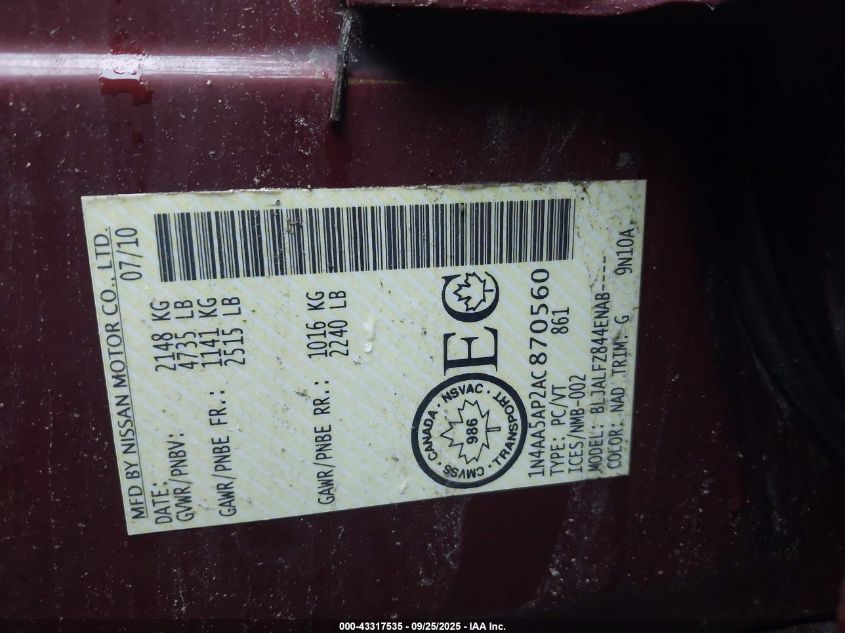 MFD BY NISSAN MOTOR CO., LTD.
DATE: 07/10
GVWR/PNBV: 2148 KG
4735 LB
GAWR/PNBE FR.: 1141 KG
2515 LB
GAWR/PNBE RR.: 1016 KG
2240 LB
CANADA · NSVAC · TRANSPORT · CMVSS ·
986
EC
1N4AA5AP2AC870560
TYPE: PC/VT 861
ICES/NMB-002
MODEL: BLJALFZ844ENAB----
COLOR: NAD TRIM: G 9N10A
000-43317535 - 09/25/2025 - IAA Inc.